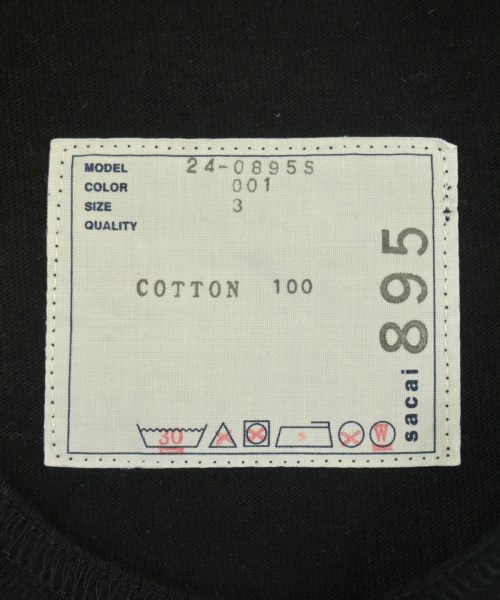 MODEL 24-0895S
COLOR 001
SIZE 3
QUALITY
COTTON 100
sacai 895
30
W